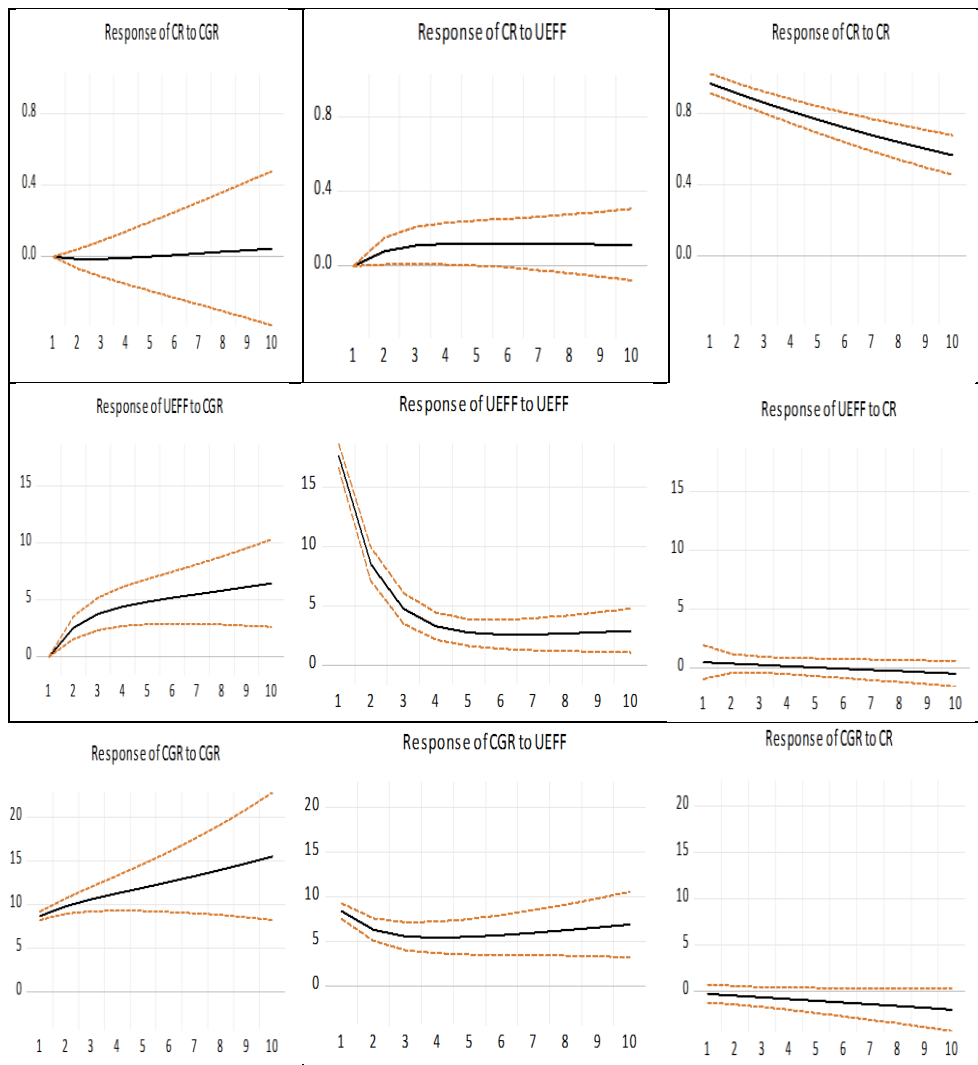 Response of CR to CGR
0.8
0.4
0.0
1 2 3 4 5 6 7 8 9 10
Response of CR to UEFF
0.8
0.4
0.0
1 2 3 4 5 6 7 8 9 10
Response of CR to CR
0.8
0.4
0.0
1 2 3 4 5 6 7 8 9 10
Response of UEFF to CGR
15
10
5
0
1 2 3 4 5 6 7 8 9 10
Response of UEFF to UEFF
15
10
5
0
1 2 3 4 5 6 7 8 9 10
Response of UEFF to CR
15
10
5
0
1 2 3 4 5 6 7 8 9 10
Response of CGR to CGR
20
15
10
5
0
1 2 3 4 5 6 7 8 9 10
Response of CGR to UEFF
20
15
10
5
0
1 2 3 4 5 6 7 8 9 10
Response of CGR to CR
20
15
10
5
0
1 2 3 4 5 6 7 8 9 10